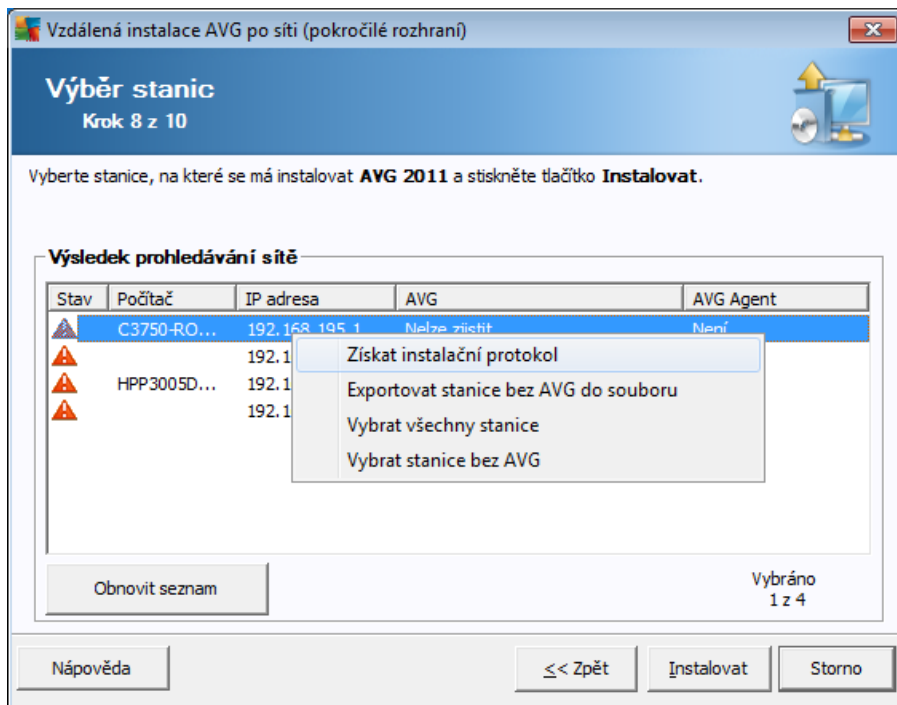 Vzdálená instalace AVG po síti (pokročilé rozhraní)
Výběr stanic
Krok 8 z 10
Vyberte stanice, na které se má instalovat AVG 2011 a stiskněte tlačítko Instalovat.
Výsledek prohledávání sítě
Stav Počítač IP adresa AVG AVG Agent
C3750-RO... 192.168.195.1 Nelze zjistit Není
192.1
HPP3005D... 192.1
192.1
Získat instalační protokol
Exportovat stanice bez AVG do souboru
Vybrat všechny stanice
Vybrat stanice bez AVG
Obnovit seznam
Vybráno
1 z 4
Nápověda << Zpět Instalovat Storno